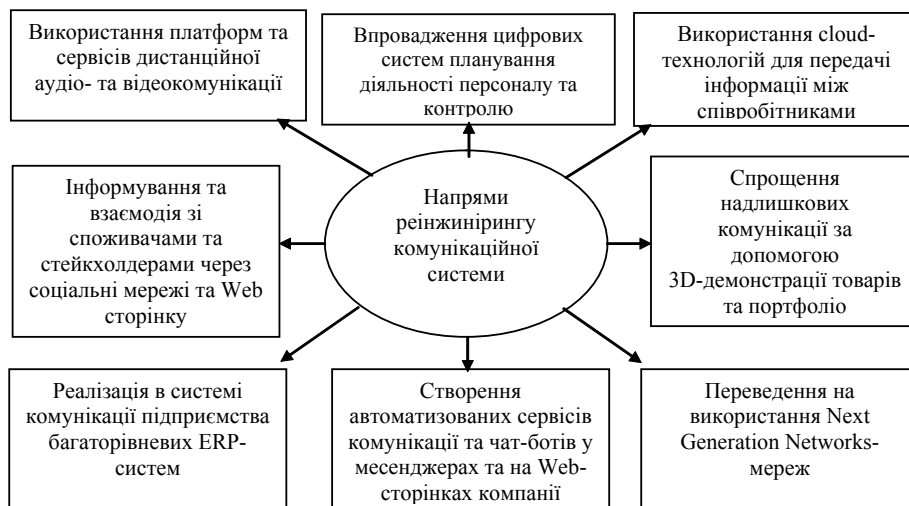 Використання платформ та
сервісів дистанційної
аудіо- та відеокомунікації
Впровадження цифрових
систем планування
діяльності персоналу та
контролю
Використання cloud-
технологій для передачі
інформації між
співробітниками
Інформування та
взаємодія зі
споживачами та
стейкхолдерами через
соціальні мережі та Web
сторінку
Напрями
реінжинірингу
комунікаційної
системи
Спрощення
надлишкових
комунікації за
допомогою
3D-демонстрації товарів
та портфоліо
Реалізація в системі
комунікації підприємства
багаторівневих ERP-
систем
Створення
автоматизованих сервісів
комунікації та чат-ботів у
месенджерах та на Web-
сторінках компанії
Переведення на
використання Next
Generation Networks-
мереж